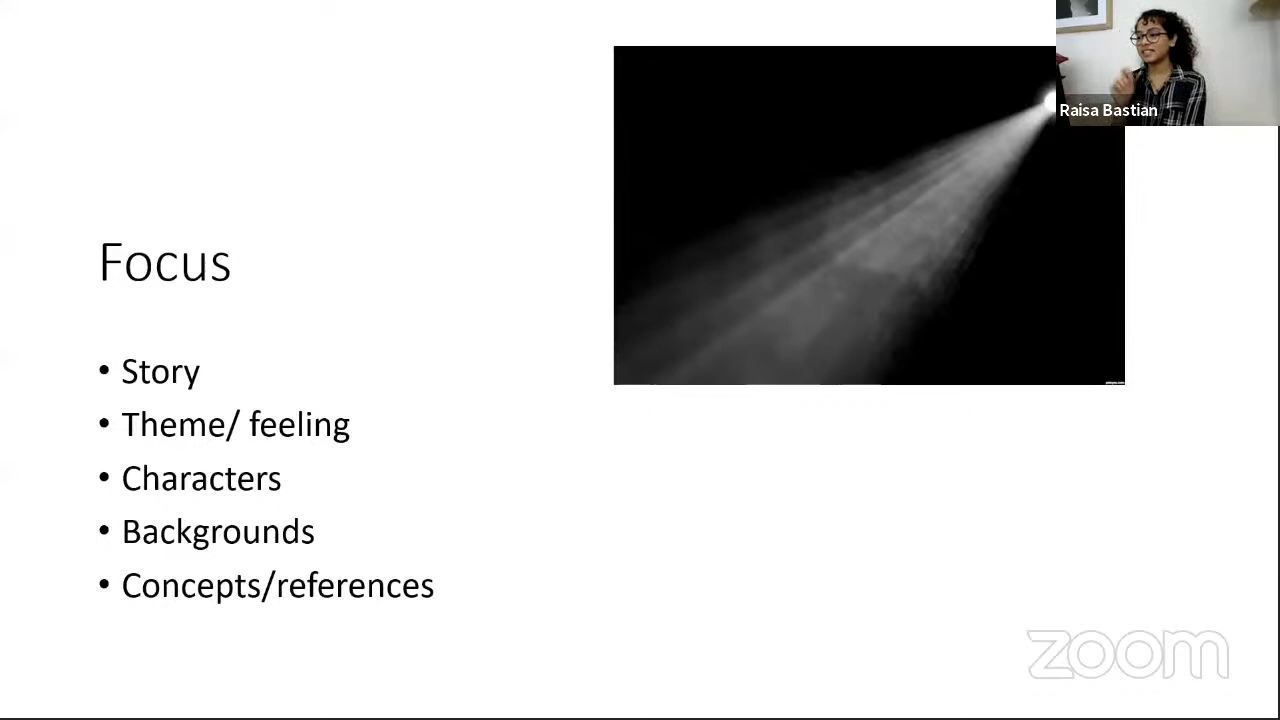 Raisa Bastian
Focus
• Story
• Theme/ feeling
• Characters
• Backgrounds
• Concepts/references
zoom